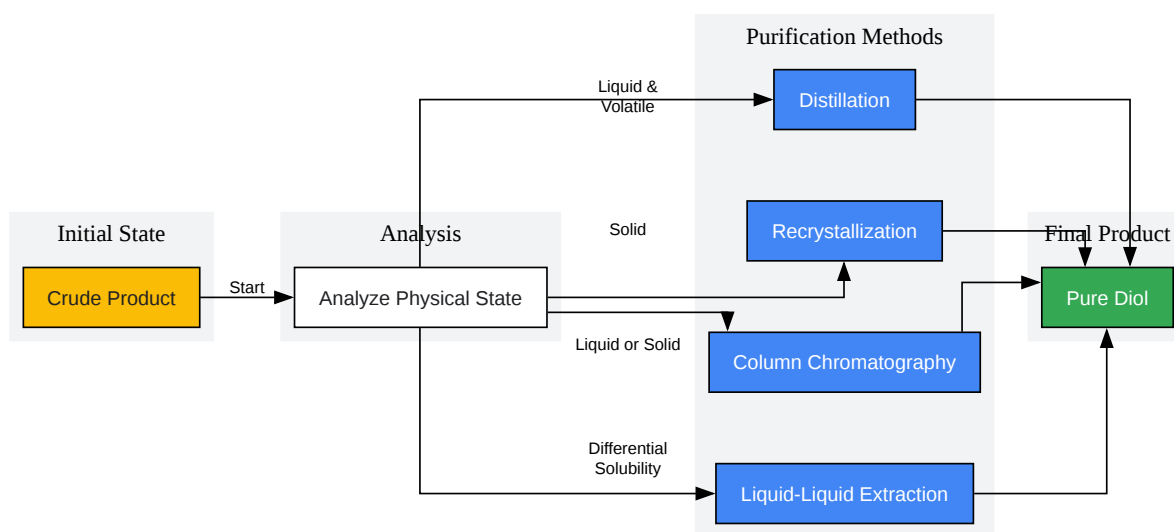 Purification Methods
Liquid &
Volatile
Distillation
Initial State
Analysis
Solid
Recrystallization
Final Product
Crude Product
Start
Analyze Physical State
Pure Diol
Liquid or Solid
Column Chromatography
Differential
Solubility
Liquid-Liquid Extraction